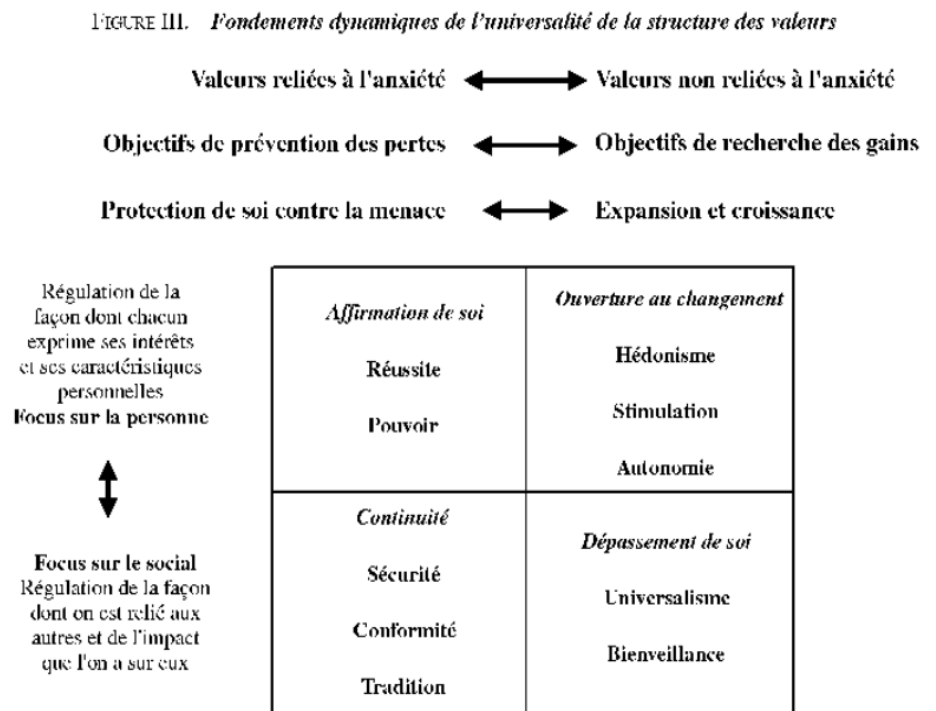 FIGURE III. Fondements dynamiques de l'universalité de la structure des valeurs
Valeurs reliées à l'anxiété
Valeurs non reliées à l'anxiété
Objectifs de prévention des pertes
Objectifs de recherche des gains
Protection de soi contre la menace
Expansion et croissance
Régulation de la
façon dont chacun
exprime ses intérêts
et ses caractéristiques
personnelles
Focus sur la personne
Affirmation de soi
Réussite
Pouvoir
Ouverture au changement
Hédonisme
Stimulation
Autonomie
Focus sur le social
Régulation de la façon
dont on est relié aux
autres et de l'impact
que l'on a sur eux
Continuité
Sécurité
Conformité
Tradition
Dépassement de soi
Universalisme
Bienveillance